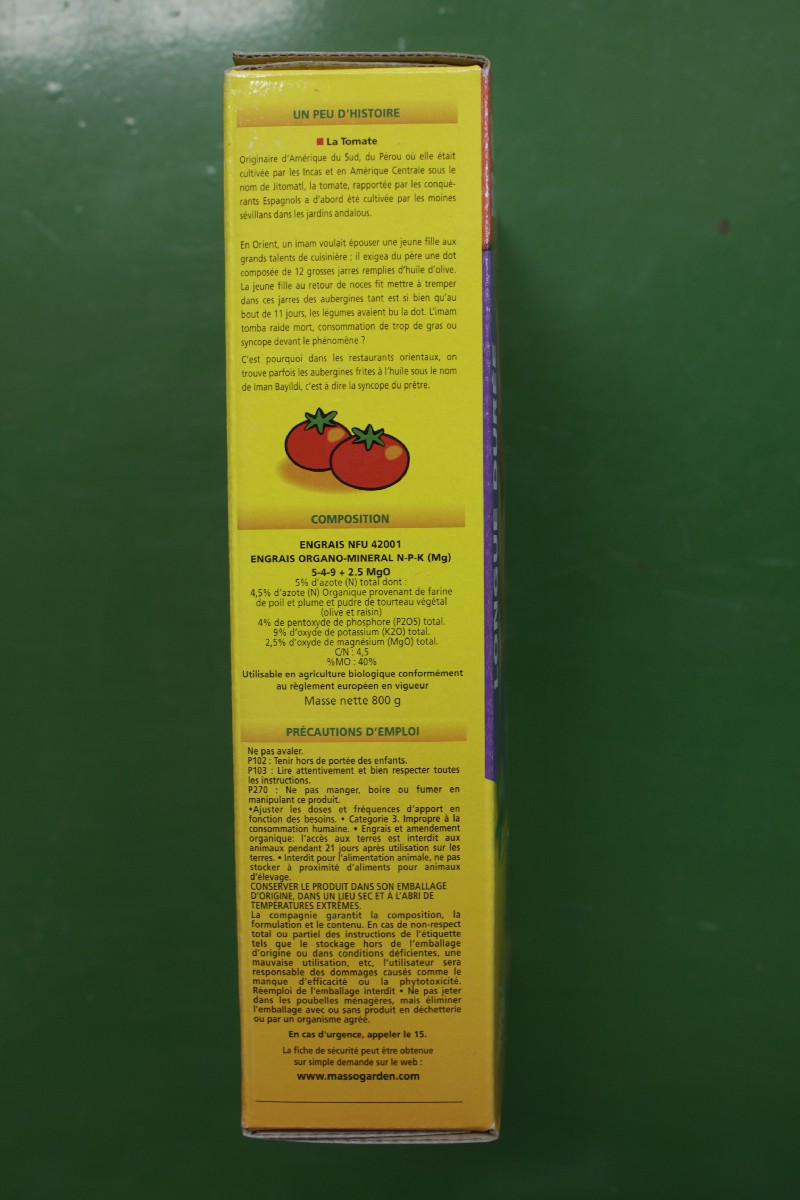 UN PEU D'HISTOIRE
La Tomate
Originaire d'Amérique du Sud, du Pérou où elle était
cultivée par les Incas et en Amérique Centrale sous le
nom de Jitomatl, la tomate, rapportée par les conqué-
rants Espagnols a d'abord été cultivée par les moines
sévillans dans les jardins andalous.
En Orient, un imam voulait épouser une jeune fille aux
grands talents de cuisinière ; il exigea du père une dot
composée de 12 grosses jarres remplies d'huile d'olive.
La jeune fille au retour de noces fit mettre à tremper
dans ces jarres des aubergines tant est si bien qu'au
bout de 11 jours, les légumes avaient bu la dot. L'imam
tomba raide mort, consommation de trop de gras ou
syncope devant le phénomène ?
C'est pourquoi dans les restaurants orientaux, on
trouve parfois les aubergines frites à l'huile sous le nom
de Iman Bayildi, c'est à dire la syncope du prêtre.
COMPOSITION
ENGRAIS NFU 42001
ENGRAIS ORGANO-MINERAL N-P-K (Mg)
5-4-9 + 2.5 MgO
5% d'azote (N) total dont :
4,5% d'azote (N) Organique provenant de farine
de poil et plume et pudre de tourteau végétal
(olive et raisin)
4% de pentoxyde de phosphore (P2O5) total.
9% d'oxyde de potassium (K2O) total.
2,5% d'oxyde de magnésium (MgO) total.
C/N : 4,5
%MO : 40%
Utilisable en agriculture biologique conformément
au règlement européen en vigueur
Masse nette 800 g
PRÉCAUTIONS D'EMPLOI
Ne pas avaler.
P102 : Tenir hors de portée des enfants.
P103 : Lire attentivement et bien respecter toutes
les instructions.
P270 : Ne pas manger, boire ou fumer en
manipulant ce produit.
•Ajuster les doses et fréquences d'apport en
fonction des besoins. • Categorie 3. Impropre à la
consommation humaine. • Engrais et amendement
organique: l'accès aux terres est interdit aux
animaux pendant 21 jours après utilisation sur les
terres. • Interdit pour l'alimentation animale, ne pas
stocker à proximité d'aliments pour animaux
d'élevage.
CONSERVER LE PRODUIT DANS SON EMBALLAGE
D'ORIGINE, DANS UN LIEU SEC ET À L'ABRI DE
TEMPÉRATURES EXTRÊMES.
La compagnie garantit la composition, la
formulation et le contenu. En cas de non-respect
total ou partiel des instructions de l'étiquette
tels que le stockage hors de l'emballage
d'origine ou dans conditions déficientes, une
mauvaise utilisation, etc, l'utilisateur sera
responsable des dommages causés comme le
manque d'efficacité ou la phytotoxicité.
Réemploi de l'emballage interdit • Ne pas jeter
dans les poubelles ménagères, mais éliminer
l'emballage avec ou sans produit en déchetterie
ou par un organisme agréé.
En cas d'urgence, appeler le 15.
La fiche de sécurité peut être obtenue
sur simple demande sur le web :
www.massogarden.com
LONGUE DURÉE